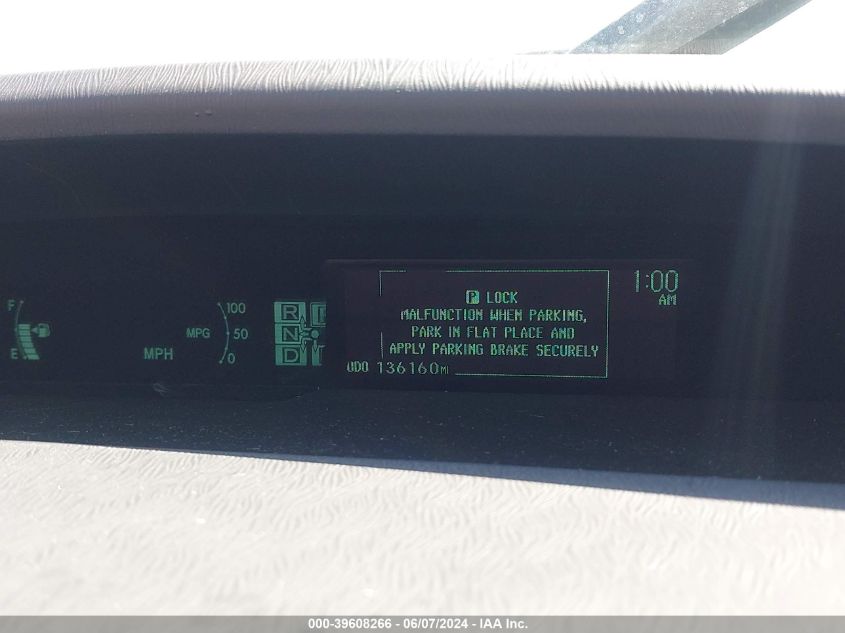 F
E
MPH
MPG
100
50
0
R
N
D
P LOCK
MALFUNCTION WHEN PARKING,
PARK IN FLAT PLACE AND
APPLY PARKING BRAKE SECURELY
ODO 136160MI
1:00
AM
000-39608266 - 06/07/2024 - IAA Inc.